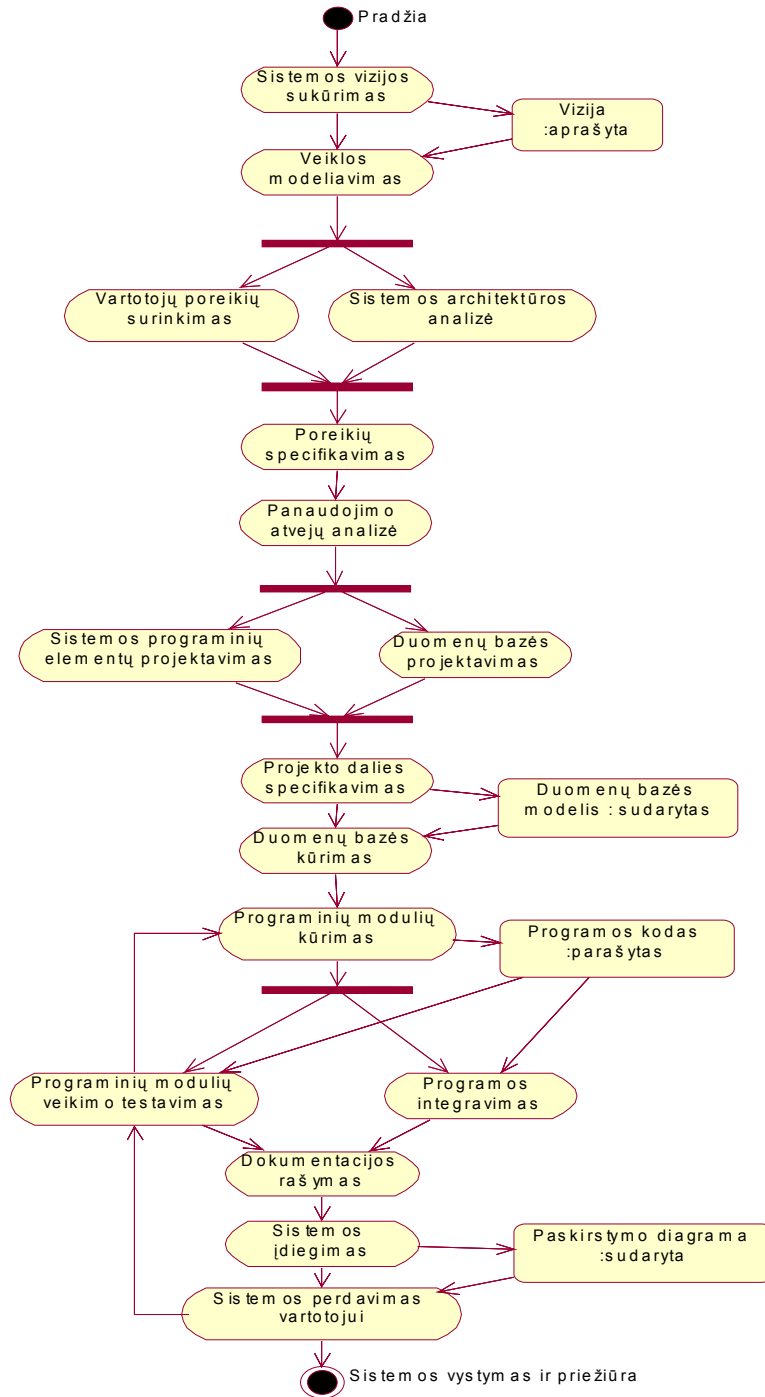 Pradžia
Sistemos vizijos
sukūrimas
Vizija
:aprašyta
Veiklos
modeliavimas
Vartotojų poreikių
surinkimas
Sistemos architektūros
analizė
Poreikių
specifikavimas
Panaudojimo
atvejų analizė
Sistemos programinių
elementų projektavimas
Duomenų bazės
projektavimas
Projekto dalies
specifikavimas
Duomenų bazės
modelis : sudarytas
Duomenų bazės
kūrimas
Programinių modulių
kūrimas
Programos kodas
:parašytas
Programinių modulių
veikimo testavimas
Programos
integravimas
Dokumentacijos
rašymas
Sistemos
įdiegimas
Paskirstymo diagrama
:sudaryta
Sistemos perdavimas
vartotojui
Sistemos vystymas ir priežiūra